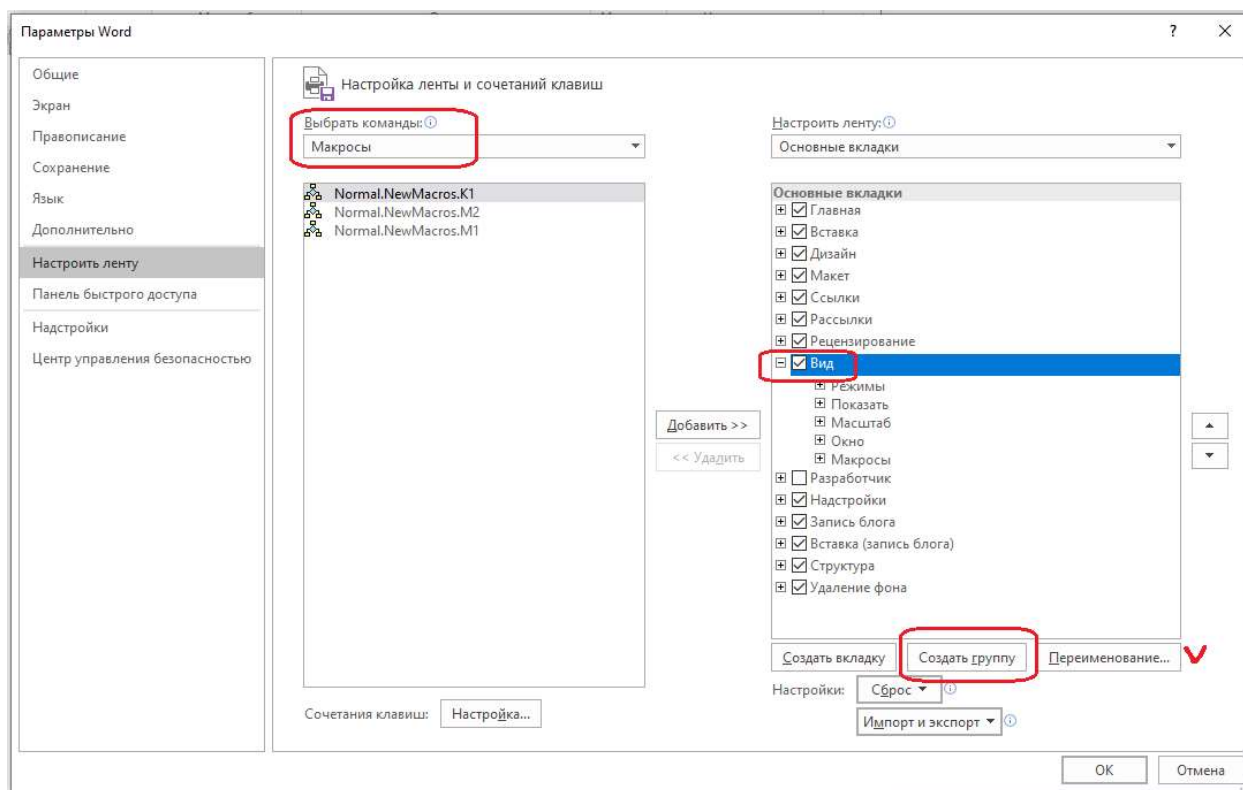 Параметры Word
?
Общие
Экран
Правописание
Сохранение
Язык
Дополнительно
Настроить ленту
Панель быстрого доступа
Надстройки
Центр управления безопасностью
Настройка ленты и сочетаний клавиш
Выбрать команды:
Макросы
Normal.NewMacros.K1
Normal.NewMacros.M2
Normal.NewMacros.M1
Сочетания клавиш: Настройка...
Добавить >>
<< Удалить
Настроить ленту:
Основные вкладки
Основные вкладки
Главная
Вставка
Дизайн
Макет
Ссылки
Рассылки
Рецензирование
Вид
Режимы
Показать
Масштаб
Окно
Макросы
Разработчик
Надстройки
Запись блога
Вставка (запись блога)
Структура
Удаление фона
Создать вкладку Создать группу Переименование...
Настройки: Сброс
Импорт и экспорт
ОК Отмена